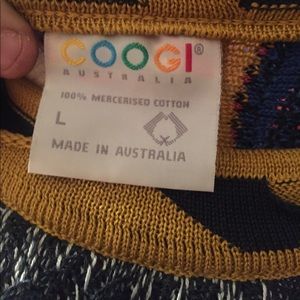 COOGI®
AUSTRALIA
100% MERCERISED COTTON
L
MADE IN AUSTRALIA